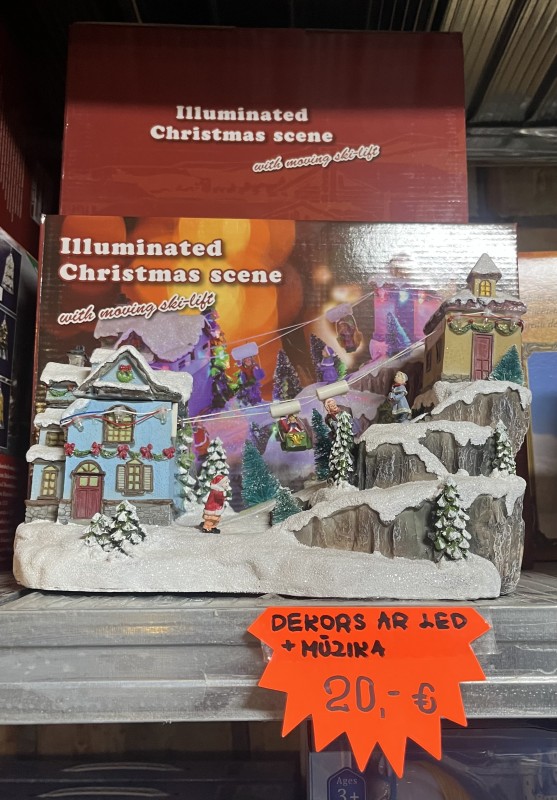 Illuminated
Christmas scene
with moving ski-lift
Illuminated
Christmas scene
with moving ski-lift
DEKORS AR LED
+ MŪZIKA
20,- €
Ages
3+